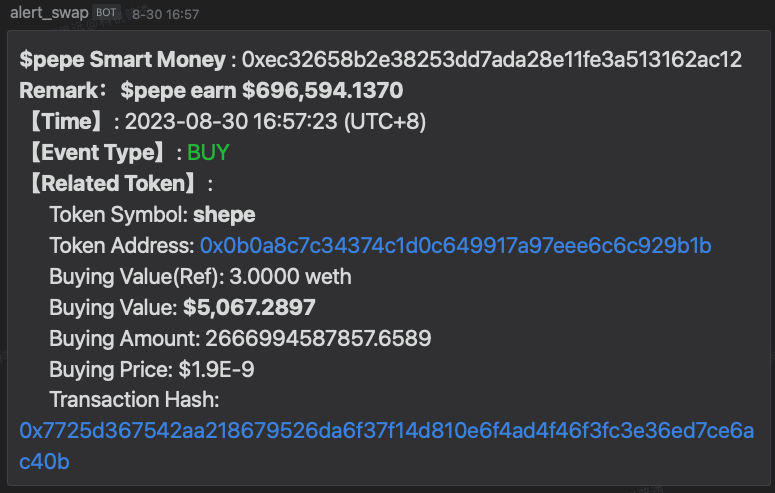 alert_swap BOT 8-30 16:57
$pepe Smart Money : 0xec32658b2e38253dd7ada28e11fe3a513162ac12
Remark：$pepe earn $696,594.1370
【Time】: 2023-08-30 16:57:23 (UTC+8)
【Event Type】: BUY
【Related Token】:
Token Symbol: shepe
Token Address: 0x0b0a8c7c34374c1d0c649917a97eee6c6c929b1b
Buying Value(Ref): 3.0000 weth
Buying Value: $5,067.2897
Buying Amount: 2666994587857.6589
Buying Price: $1.9E-9
Transaction Hash:
0x7725d367542aa218679526da6f37f14d810e6f4ad4f46f3fc3e36ed7ce6a
c40b